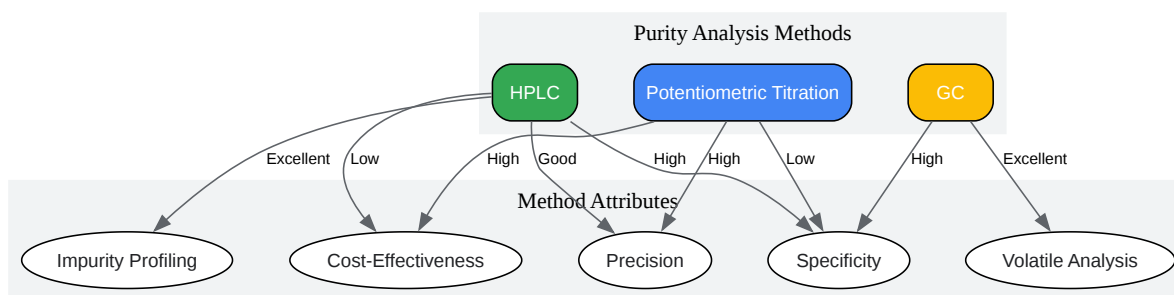 Purity Analysis Methods
HPLC
Potentiometric Titration
GC
Excellent
Low
High
Good
High
High
Low
High
Excellent
Method Attributes
Impurity Profiling
Cost-Effectiveness
Precision
Specificity
Volatile Analysis